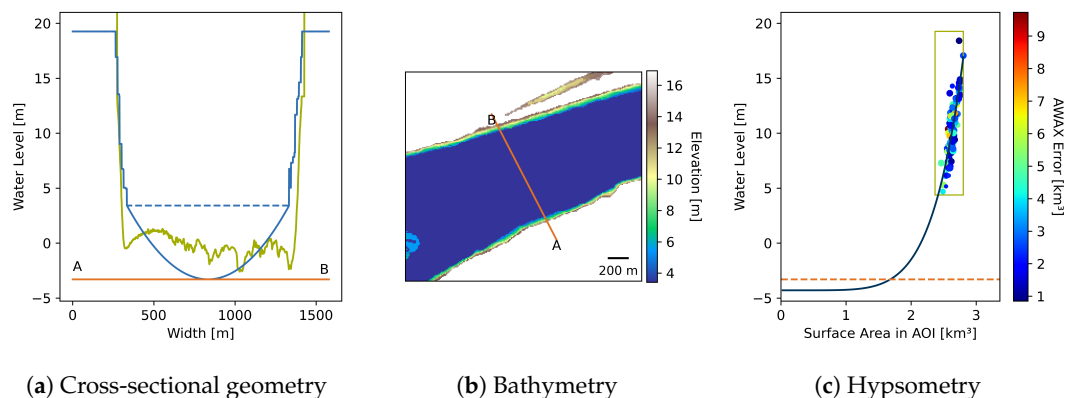 20
15
10
5
0
−5
Water Level [m]
A
B
0
500
1000
1500
Width [m]
B
A
200 m
16
14
12
10
8
6
4
Elevation [m]
20
15
10
5
0
−5
Water Level [m]
0
1
2
3
Surface Area in AOI [km³]
9
8
7
6
5
4
3
2
1
AWAX Error [km³]
(a) Cross-sectional geometry
(b) Bathymetry
(c) Hypsometry